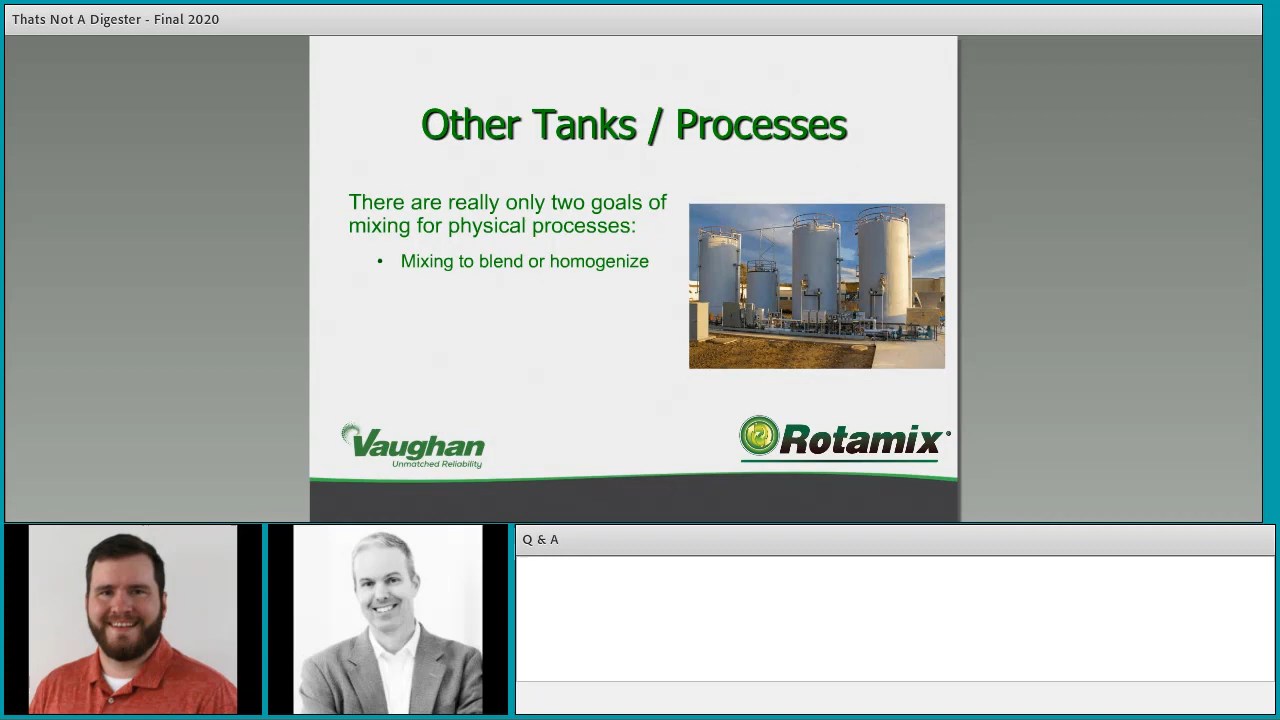 Thats Not A Digester - Final 2020
Other Tanks / Processes
There are really only two goals of
mixing for physical processes:
• Mixing to blend or homogenize
Vaughan
Unmatched Reliability
Rotamix
Q & A